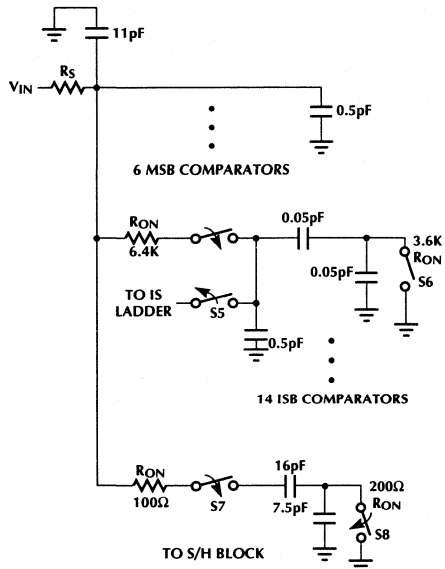 11pF
RS
VIN
0.5pF
6 MSB COMPARATORS
RON
6.4K
0.05pF
3.6K
RON
0.05pF
S6
TO IS
LADDER
S5
0.5pF
14 ISB COMPARATORS
RON
100Ω
S7
16pF
7.5pF
200Ω
RON
S8
TO S/H BLOCK